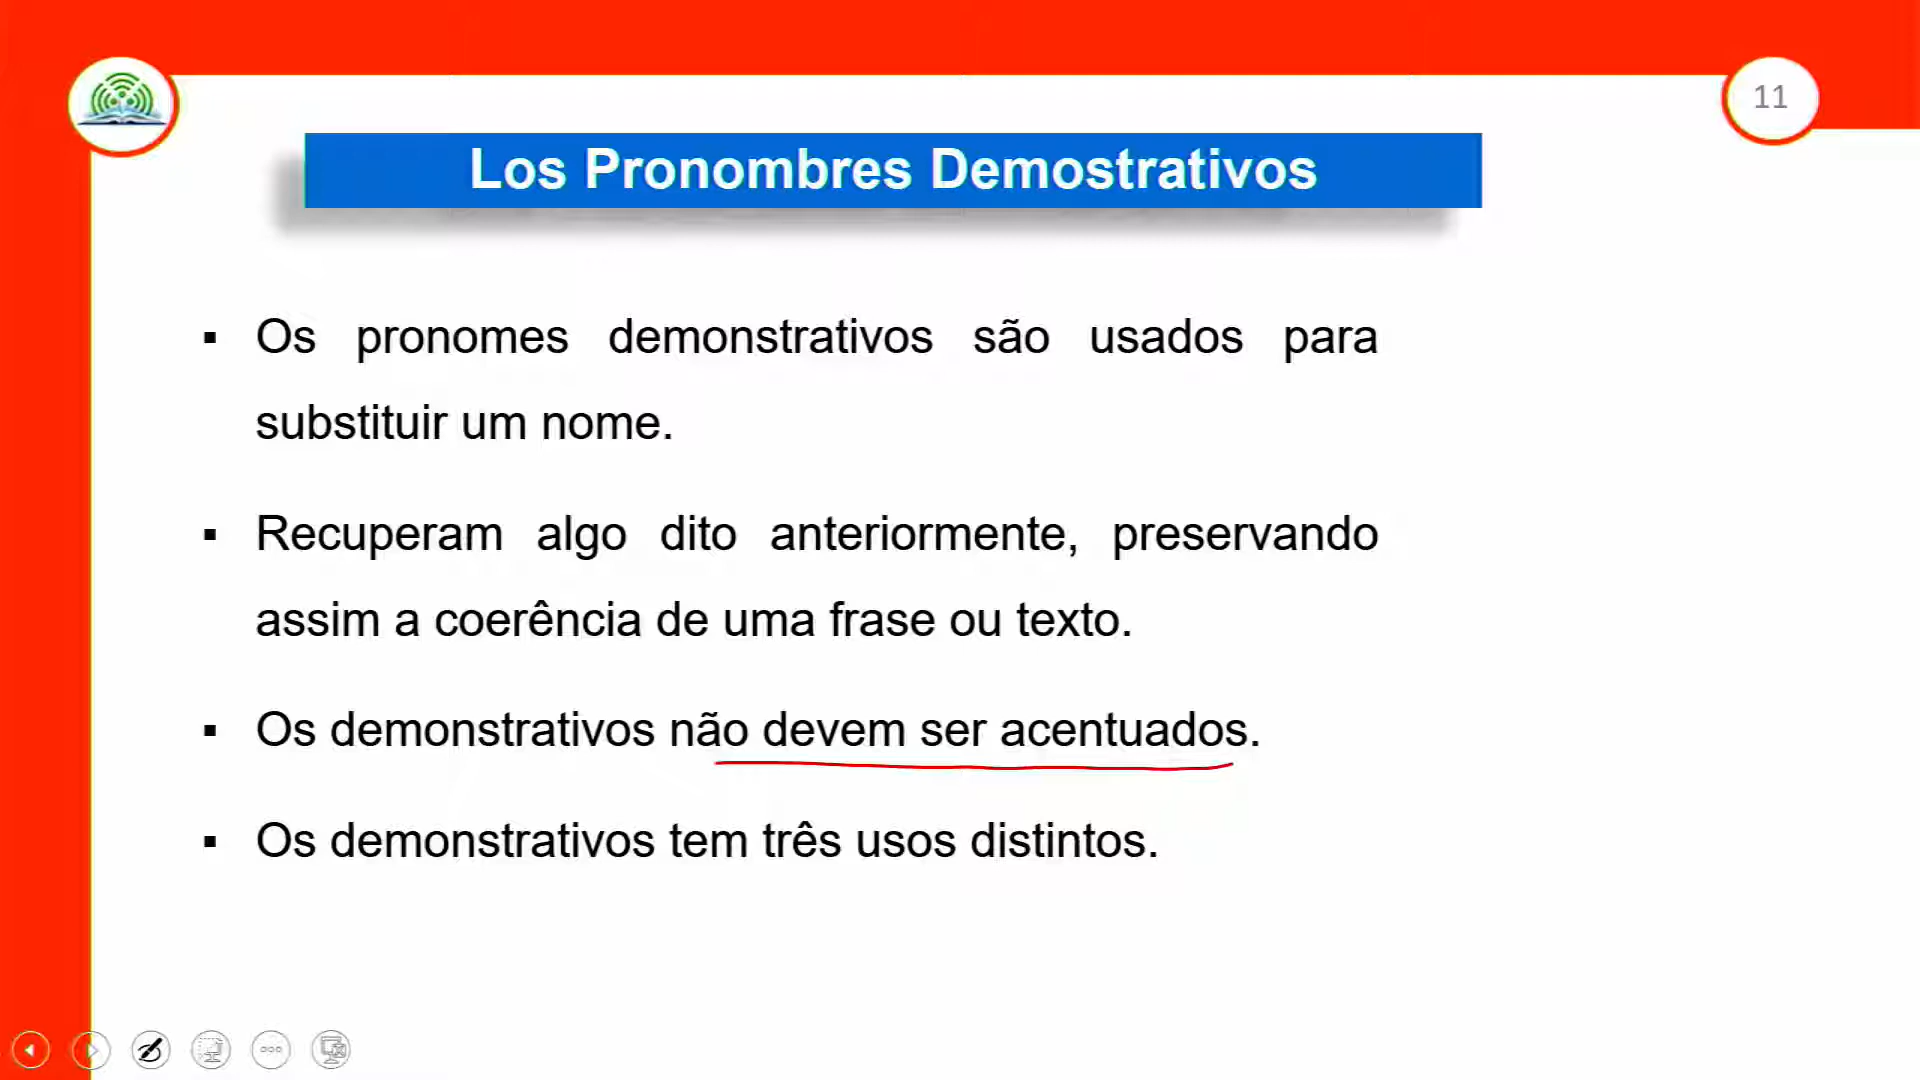 11
Los Pronombres Demostrativos
▪ Os pronomes demonstrativos são usados para
substituir um nome.
▪ Recuperam algo dito anteriormente, preservando
assim a coerência de uma frase ou texto.
▪ Os demonstrativos não devem ser acentuados.
▪ Os demonstrativos tem três usos distintos.